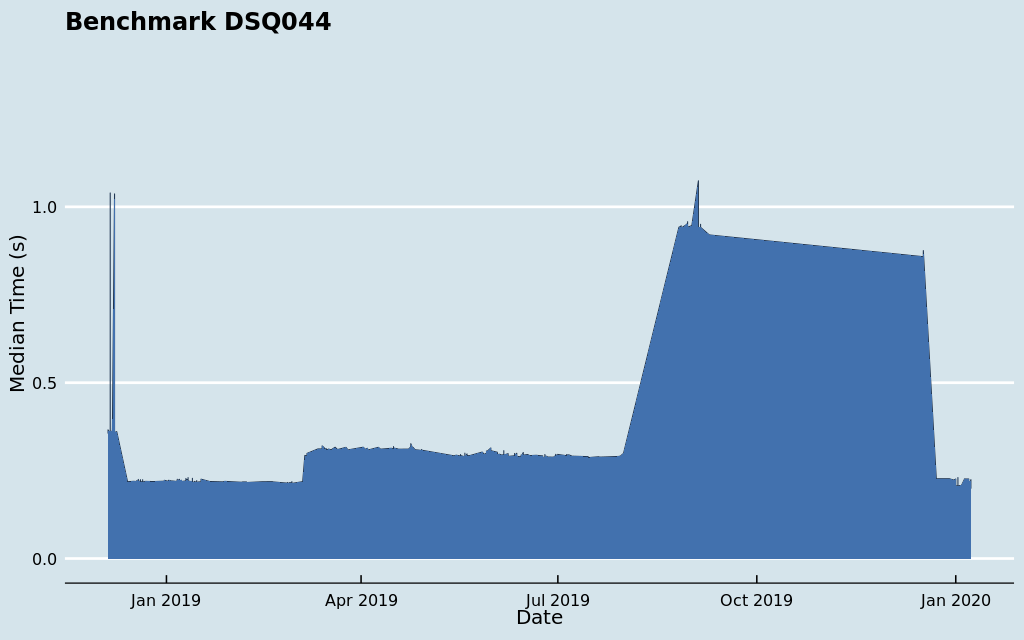 Benchmark DSQ044
Median Time (s)
1.0
0.5
0.0
Jan 2019
Apr 2019
Jul 2019
Oct 2019
Jan 2020
Date